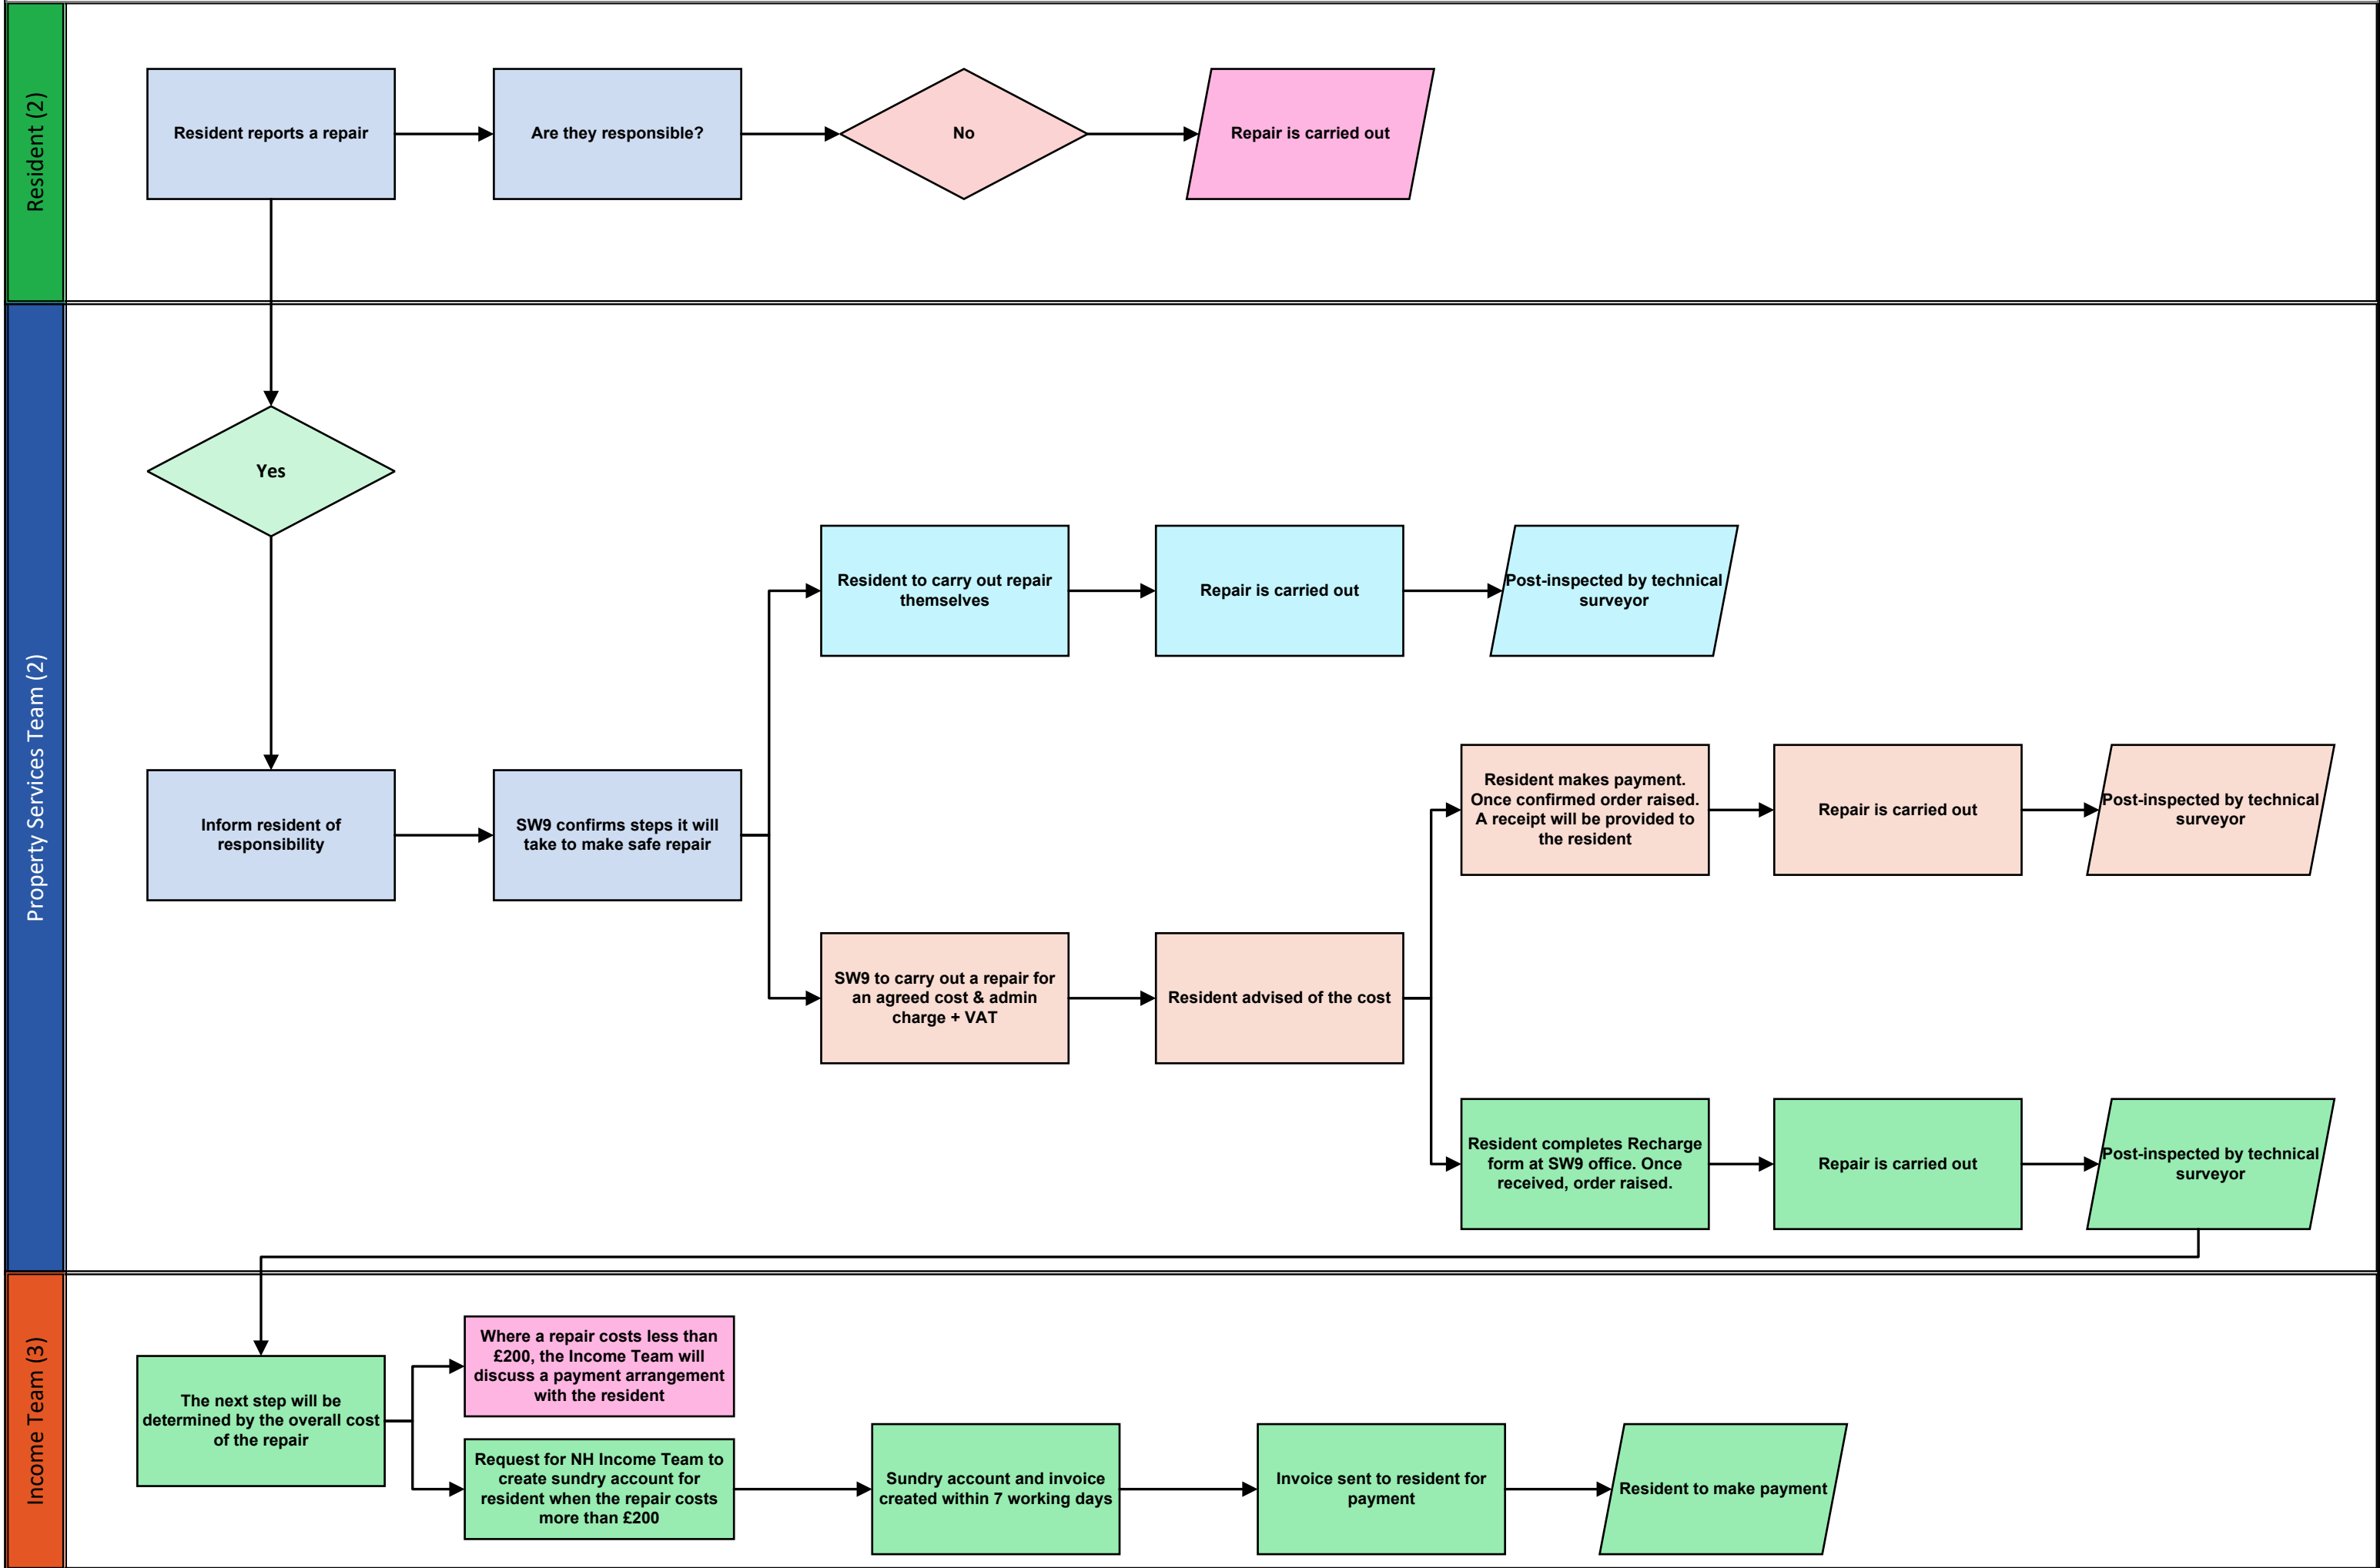 Resident (2)
Resident reports a repair
Are they responsible?
No
Repair is carried out
Property Services Team (2)
Yes
Resident to carry out repair
themselves
Repair is carried out
Post-inspected by technical
surveyor
Inform resident of
responsibility
SW9 confirms steps it will
take to make safe repair
Resident makes payment.
Once confirmed order raised.
A receipt will be provided to
the resident
Repair is carried out
Post-inspected by technical
surveyor
SW9 to carry out a repair for
an agreed cost & admin
charge + VAT
Resident advised of the cost
Resident completes Recharge
form at SW9 office. Once
received, order raised.
Repair is carried out
Post-inspected by technical
surveyor
Income Team (3)
The next step will be
determined by the overall cost
of the repair
Where a repair costs less than
£200, the Income Team will
discuss a payment arrangement
with the resident
Request for NH Income Team to
create sundry account for
resident when the repair costs
more than £200
Sundry account and invoice
created within 7 working days
Invoice sent to resident for
payment
Resident to make payment